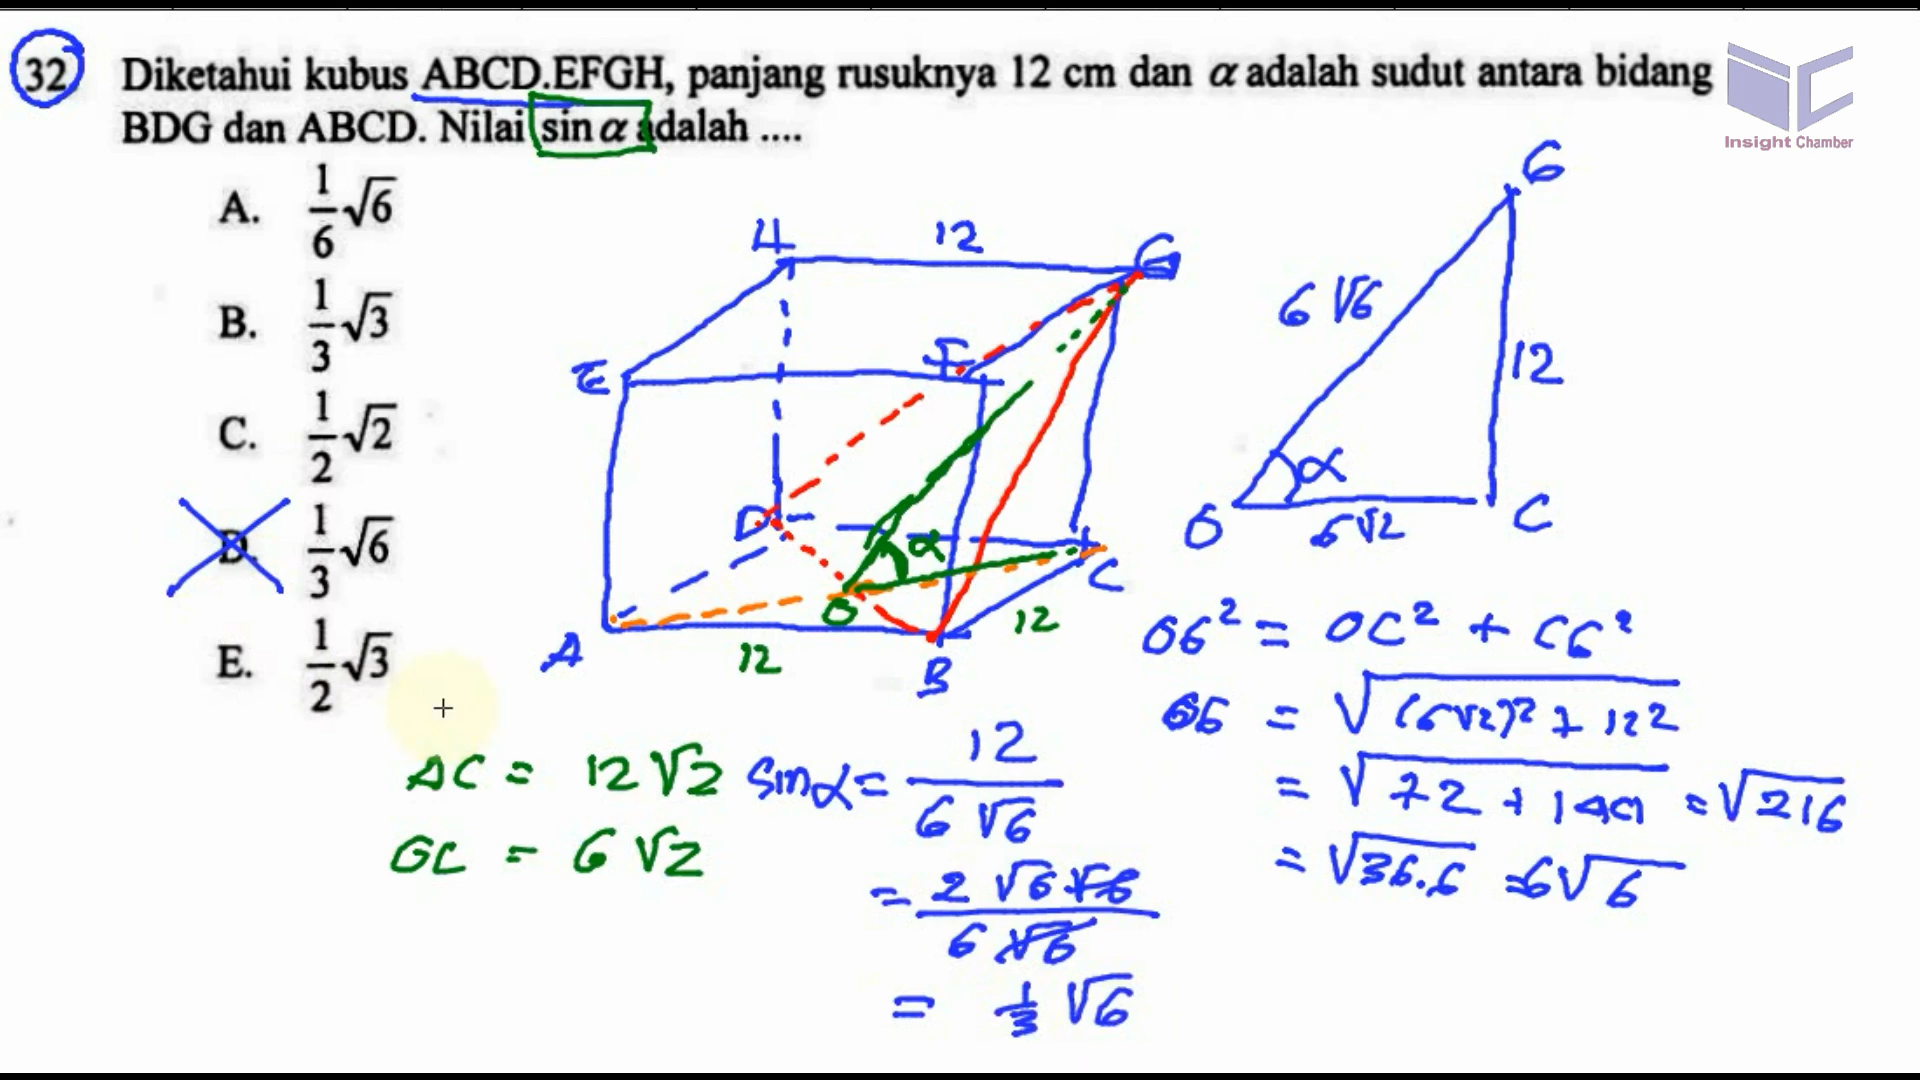 32 Diketahui kubus ABCD.EFGH, panjang rusuknya 12 cm dan α adalah sudut antara bidang
BDG dan ABCD. Nilai sin α adalah ....
Insight Chamber
A. 1/6 √6
B. 1/3 √3
C. 1/2 √2
D. 1/3 √6
E. 1/2 √3
H 12 G
E F
D α C
O 12
A 12 B
G
6√6
12
α
O 6√2 C
AC = 12√2
OC = 6√2
sin α = 12 / 6√6
= 2√6 √6 / 6√6
= 1/3 √6
OG² = OC² + CG²
OG = √(6√2)² + 12²
= √72 + 144 = √216
= √36.6 = 6√6